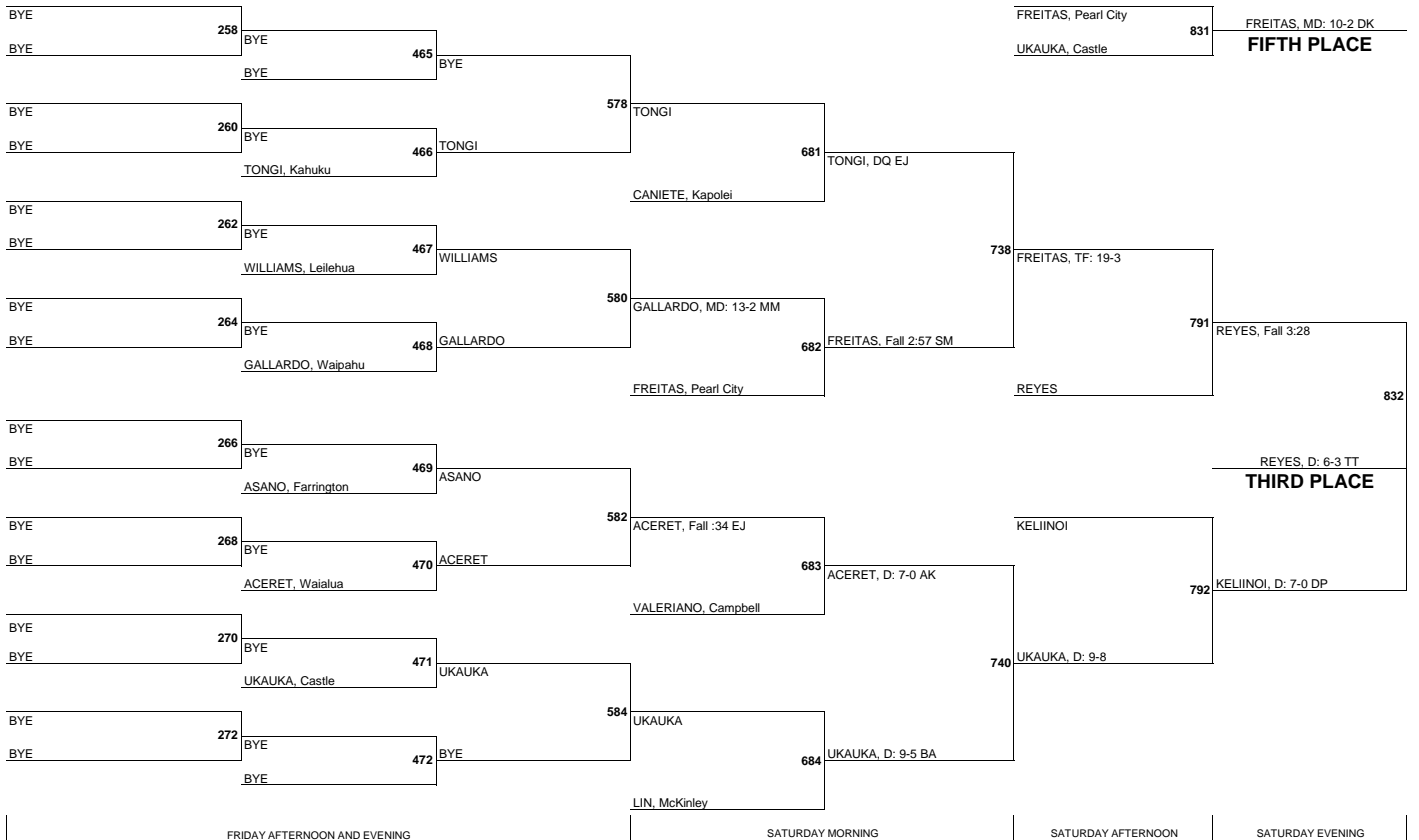 BYE
258
BYE
BYE
465
BYE
BYE
BYE
260
BYE
BYE
466
TONGI
TONGI, Kahuku
578
TONGI
681
CANIETE, Kapolei
TONGI, DQ EJ
BYE
262
BYE
BYE
467
WILLIAMS
WILLIAMS, Leilehua
BYE
264
BYE
BYE
468
GALLARDO
GALLARDO, Waipahu
580
GALLARDO, MD: 13-2 MM
682
FREITAS, Fall 2:57 SM
FREITAS, Pearl City
738
FREITAS, TF: 19-3
791
REYES, Fall 3:28
REYES
BYE
266
BYE
BYE
469
ASANO
ASANO, Farrington
BYE
268
BYE
BYE
470
ACERET
ACERET, Waialua
582
ACERET, Fall :34 EJ
683
ACERET, D: 7-0 AK
VALERIANO, Campbell
BYE
270
BYE
BYE
471
UKAUKA
UKAUKA, Castle
BYE
272
BYE
BYE
472
BYE
BYE
584
UKAUKA
684
UKAUKA, D: 9-5 BA
LIN, McKinley
740
UKAUKA, D: 9-8
KELIINOI
792
KELIINOI, D: 7-0 DP
832
REYES, D: 6-3 TT
THIRD PLACE
FREITAS, Pearl City
831
UKAUKA, Castle
FREITAS, MD: 10-2 DK
FIFTH PLACE
FRIDAY AFTERNOON AND EVENING
SATURDAY MORNING
SATURDAY AFTERNOON
SATURDAY EVENING